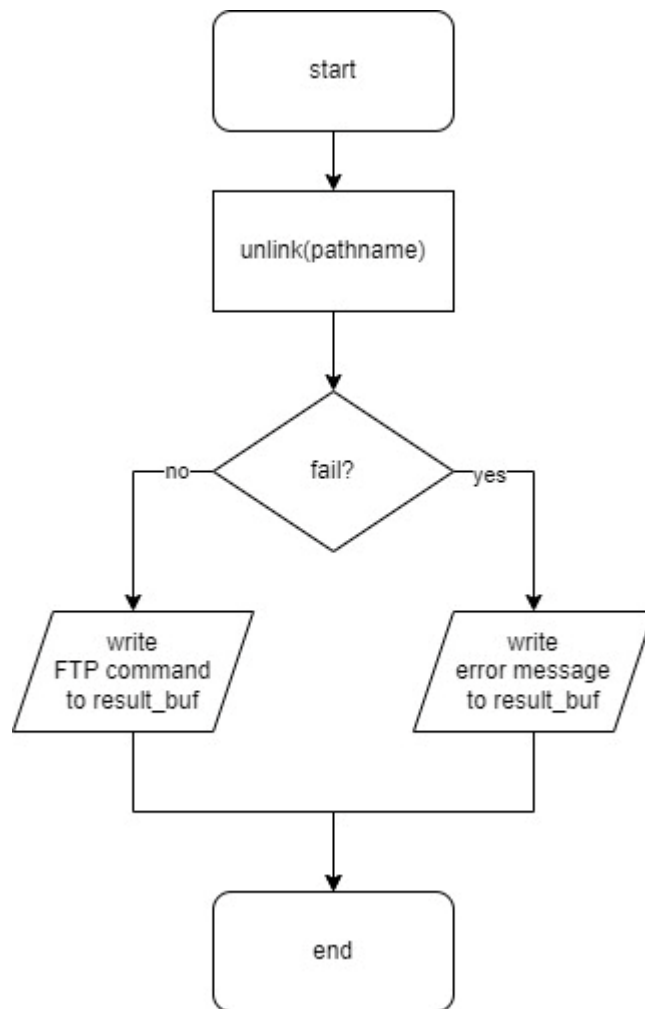 start
unlink(pathname)
fail?
no
yes
write
FTP command
to result_buf
write
error message
to result_buf
end